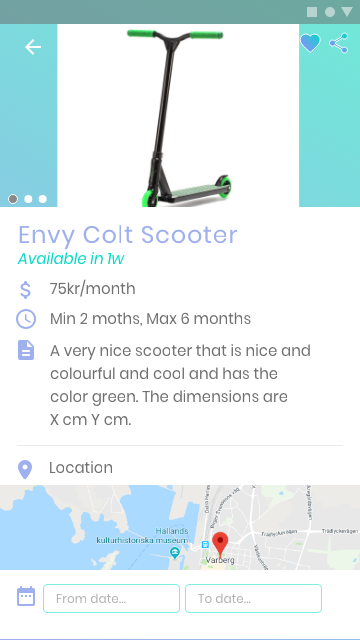 Envy Colt Scooter
Available in 1w
$ 75kr/month
Min 2 moths, Max 6 months
A very nice scooter that is nice and
colourful and cool and has the
color green. The dimensions are
X cm Y cm.
Location
Hallands
kulturhistoriska museum
Varberg
Trädlyckevägen
Trädlyckevägen
From date...
To date...